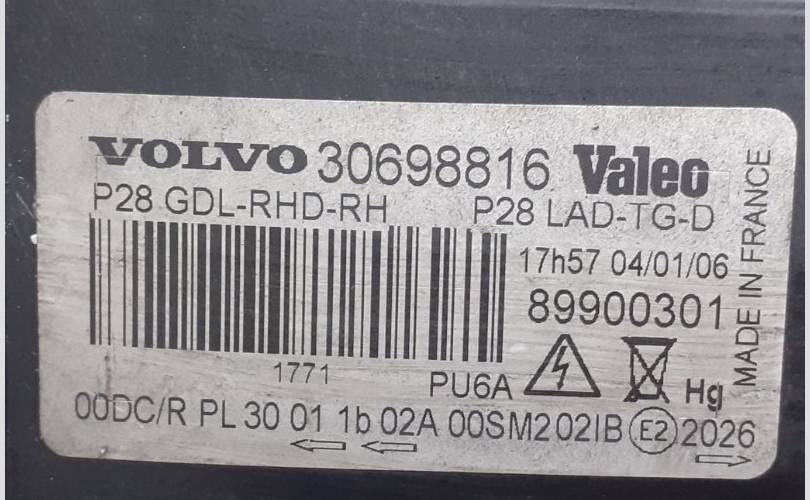 VOLVO 30698816 Valeo
P28 GDL-RHD-RH P28 LAD-TG-D
17h57 04/01/06
89900301
1771
PU6A
Hg
00DC/R PL 30 01 1b 02A 00SM2 02IB E2 2026
MADE IN FRANCE